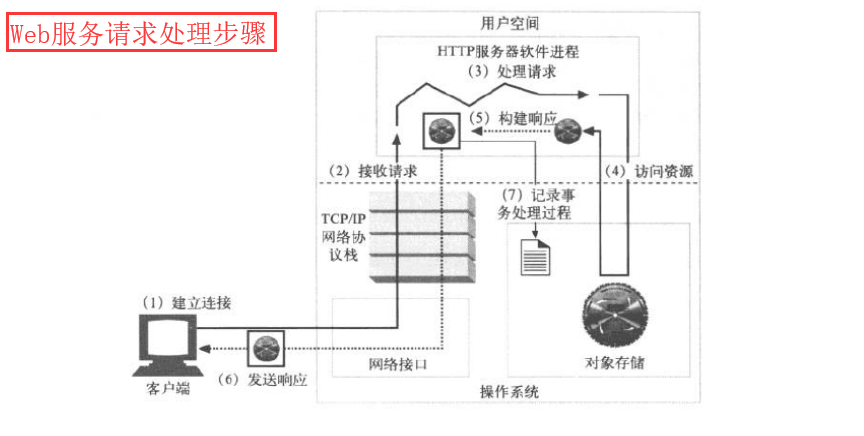 Web服务请求处理步骤
用户空间
HTTP服务器软件进程
（3）处理请求
（5）构建响应
（2）接收请求
（4）访问资源
（7）记录事
务处理过程
TCP/IP
网络协
议栈
（1）建立连接
网络接口
对象存储
（6）发送响应
客户端
操作系统